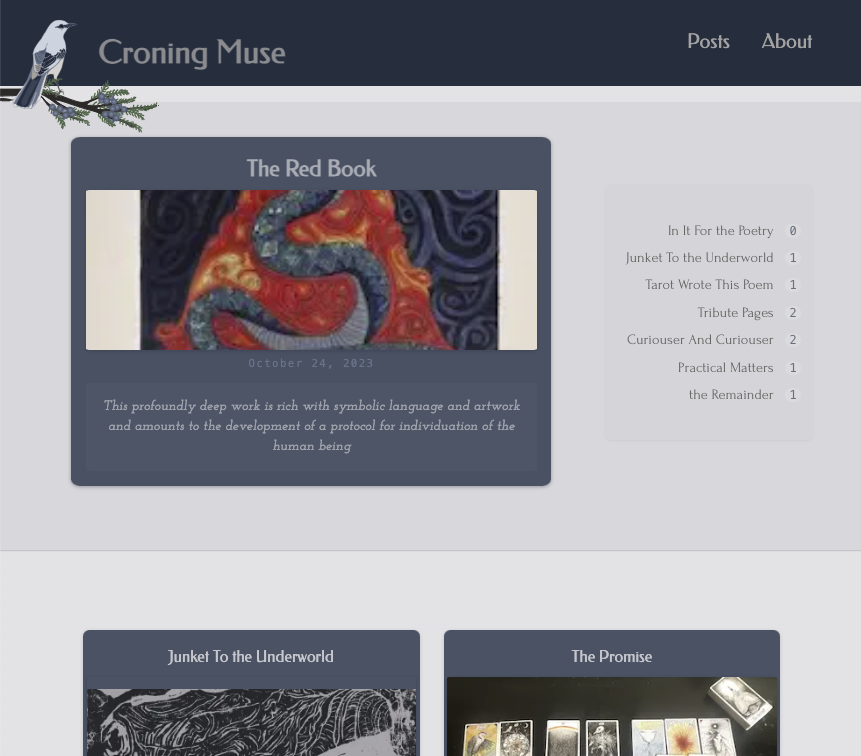 Croning Muse
Posts
About
The Red Book
October 24, 2023
This profoundly deep work is rich with symbolic language and artwork
and amounts to the development of a protocol for individuation of the
human being
In It For the Poetry 0
Junket To the Underworld 1
Tarot Wrote This Poem 1
Tribute Pages 2
Curiouser And Curiouser 2
Practical Matters 1
the Remainder 1
Junket To the Underworld
The Promise